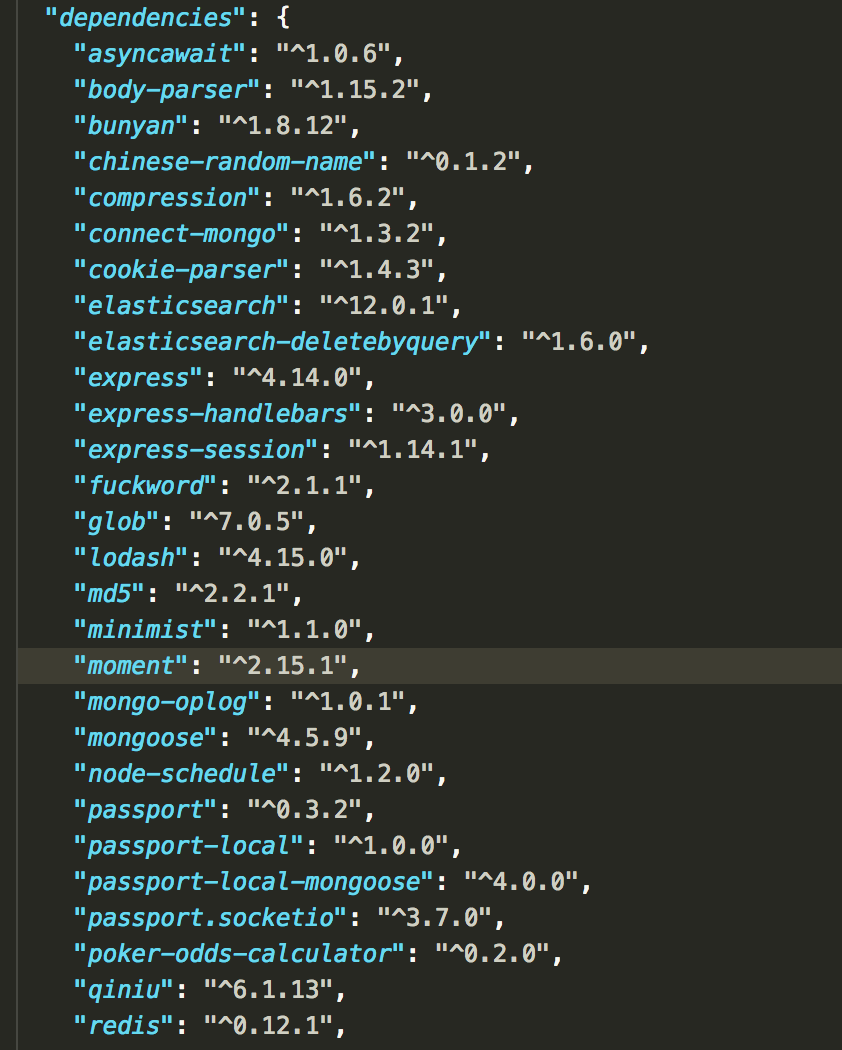 "dependencies": {
"asyncawait": "^1.0.6",
"body-parser": "^1.15.2",
"bunyan": "^1.8.12",
"chinese-random-name": "^0.1.2",
"compression": "^1.6.2",
"connect-mongo": "^1.3.2",
"cookie-parser": "^1.4.3",
"elasticsearch": "^12.0.1",
"elasticsearch-deletebyquery": "^1.6.0",
"express": "^4.14.0",
"express-handlebars": "^3.0.0",
"express-session": "^1.14.1",
"fuckword": "^2.1.1",
"glob": "^7.0.5",
"lodash": "^4.15.0",
"md5": "^2.2.1",
"minimist": "^1.1.0",
"moment": "^2.15.1",
"mongo-oplog": "^1.0.1",
"mongoose": "^4.5.9",
"node-schedule": "^1.2.0",
"passport": "^0.3.2",
"passport-local": "^1.0.0",
"passport-local-mongoose": "^4.0.0",
"passport.socketio": "^3.7.0",
"poker-odds-calculator": "^0.2.0",
"qiniu": "^6.1.13",
"redis": "^0.12.1",